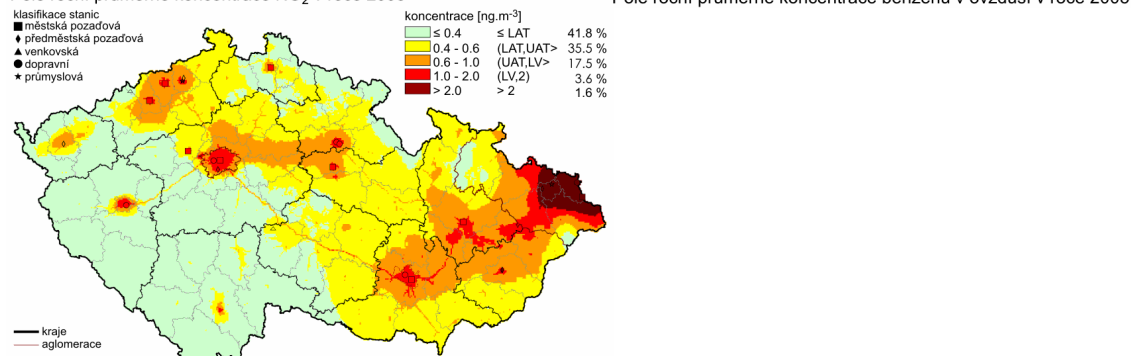 klasifikace stanic
městská pozaďová
předměstská pozaďová
venkovská
dopravní
průmyslová
koncentrace [ng.m-3]
≤ 0.4 ≤ LAT 41.8 %
0.4 - 0.6 (LAT,UAT> 35.5 %
0.6 - 1.0 (UAT,LV> 17.5 %
1.0 - 2.0 (LV,2) 3.6 %
> 2.0 > 2 1.6 %
kraje
aglomerace